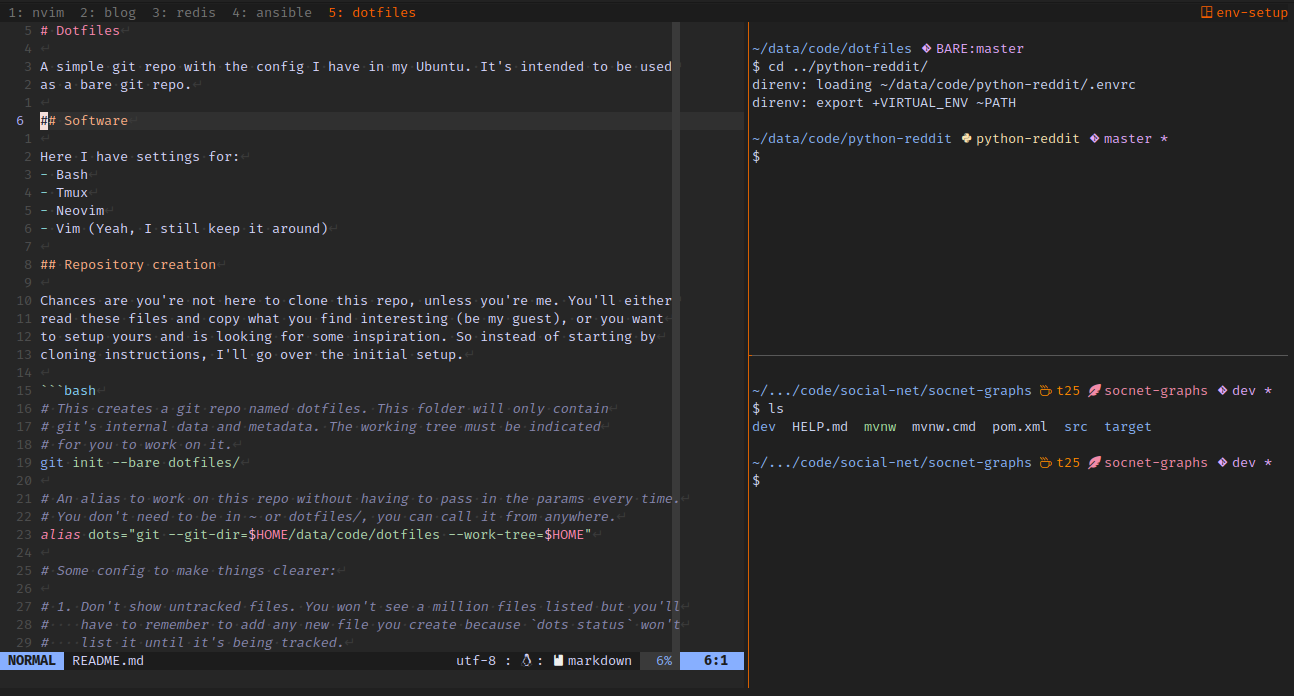 1: nvim 2: blog 3: redis 4: ansible 5: dotfiles env-setup
5 # Dotfiles
4
3 A simple git repo with the config I have in my Ubuntu. It's intended to be used
2 as a bare git repo.
1
6 ## Software
1
2 Here I have settings for:
3 - Bash
4 - Tmux
5 - Neovim
6 - Vim (Yeah, I still keep it around)
7
8 ## Repository creation
9
10 Chances are you're not here to clone this repo, unless you're me. You'll either
11 read these files and copy what you find interesting (be my guest), or you want
12 to setup yours and is looking for some inspiration. So instead of starting by
13 cloning instructions, I'll go over the initial setup.
14
15 ```bash
16 # This creates a git repo named dotfiles. This folder will only contain
17 # git's internal data and metadata. The working tree must be indicated
18 # for you to work on it.
19 git init --bare dotfiles/
20
21 # An alias to work on this repo without having to pass in the params every time.
22 # You don't need to be in ~ or dotfiles/, you can call it from anywhere.
23 alias dots="git --git-dir=$HOME/data/code/dotfiles --work-tree=$HOME"
24
25 # Some config to make things clearer:
26
27 # 1. Don't show untracked files. You won't see a million files listed but you'll
28 #    have to remember to add any new file you create because `dots status` won't
29 #    list it until it's being tracked.
NORMAL README.md utf-8 : : markdown 6% 6:1
~/data/code/dotfiles BARE:master
$ cd ../python-reddit/
direnv: loading ~/data/code/python-reddit/.envrc
direnv: export +VIRTUAL_ENV ~PATH
~/data/code/python-reddit python-reddit master *
$
~/.../code/social-net/socnet-graphs t25 socnet-graphs dev *
$ ls
dev HELP.md mvnw mvnw.cmd pom.xml src target
~/.../code/social-net/socnet-graphs t25 socnet-graphs dev *
$